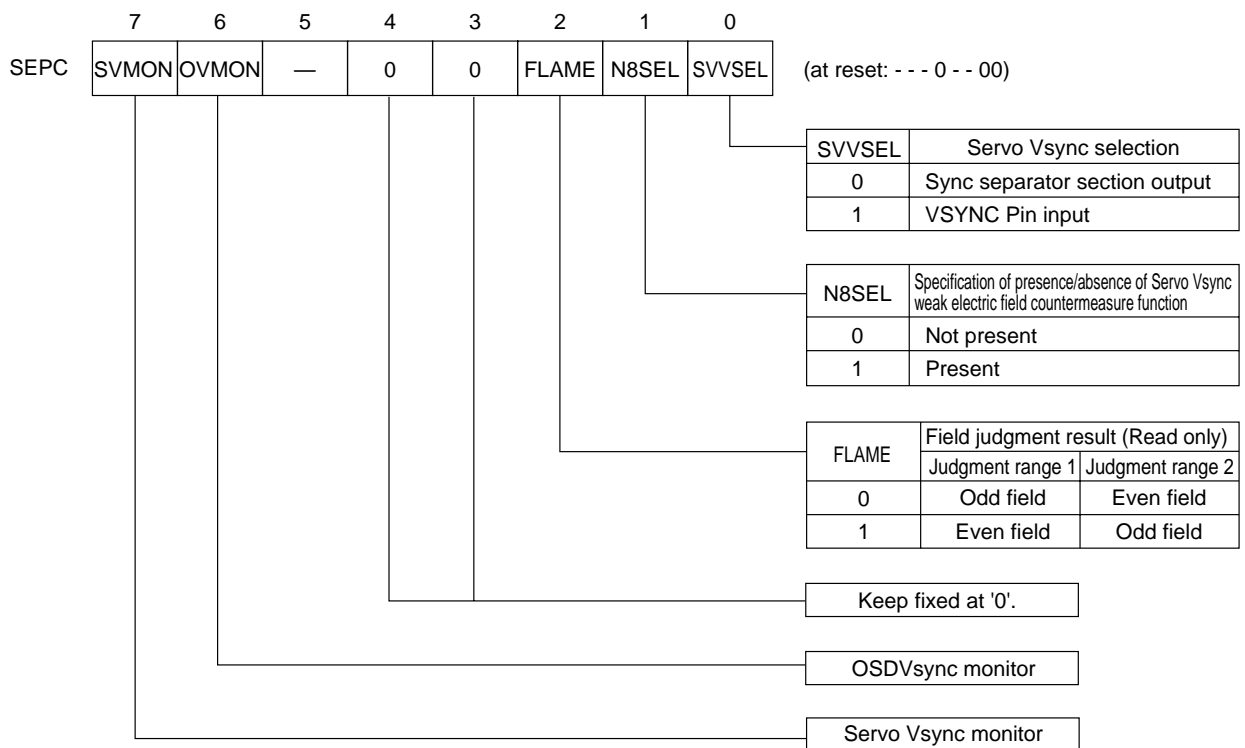 7 6 5 4 3 2 1 0
SEPC SVMON OVMON — 0 0 FLAME N8SEL SVVSEL (at reset: - - - 0 - - 00)
SVVSEL Servo Vsync selection
0 Sync separator section output
1 VSYNC Pin input
N8SEL Specification of presence/absence of Servo Vsync
weak electric field countermeasure function
0 Not present
1 Present
FLAME Field judgment result (Read only)
Judgment range 1 Judgment range 2
0 Odd field Even field
1 Even field Odd field
Keep fixed at '0'.
OSDVsync monitor
Servo Vsync monitor